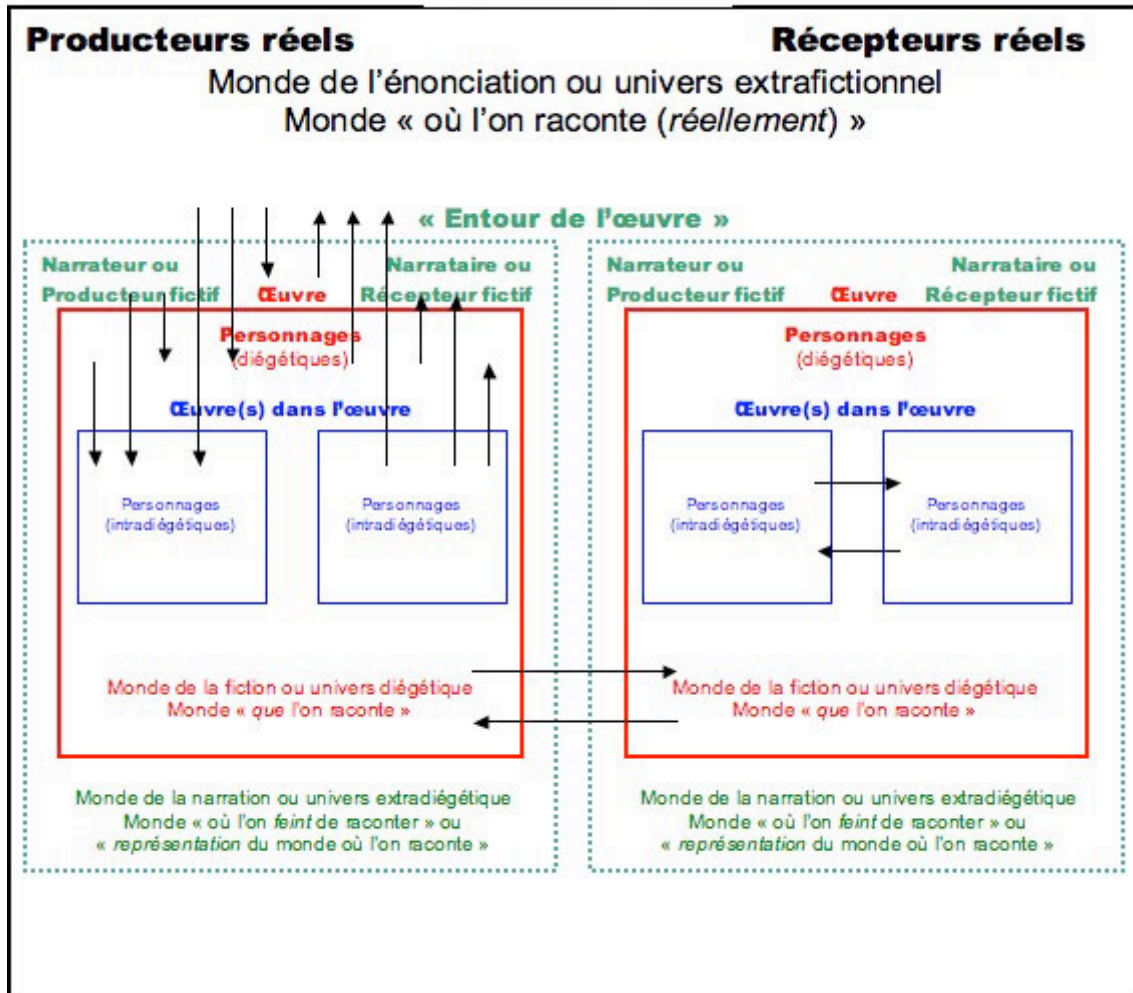 Producteurs réels
Récepteurs réels
Monde de l’énonciation ou univers extrafictionnel
Monde « où l’on raconte (réellement) »
« Entour de l’œuvre »
Narrateur ou
Producteur fictif
Œuvre
Narrataire ou
Récepteur fictif
Personnages
(diégétiques)
Œuvre(s) dans l’œuvre
Personnages
(intradiégétiques)
Personnages
(intradiégétiques)
Monde de la fiction ou univers diégétique
Monde « que l’on raconte »
Monde de la narration ou univers extradiégétique
Monde « où l’on feint de raconter » ou
« représentation du monde où l’on raconte »
Narrateur ou
Producteur fictif
Œuvre
Narrataire ou
Récepteur fictif
Personnages
(diégétiques)
Œuvre(s) dans l’œuvre
Personnages
(intradiégétiques)
Personnages
(intradiégétiques)
Monde de la fiction ou univers diégétique
Monde « que l’on raconte »
Monde de la narration ou univers extradiégétique
Monde « où l’on feint de raconter » ou
« représentation du monde où l’on raconte »